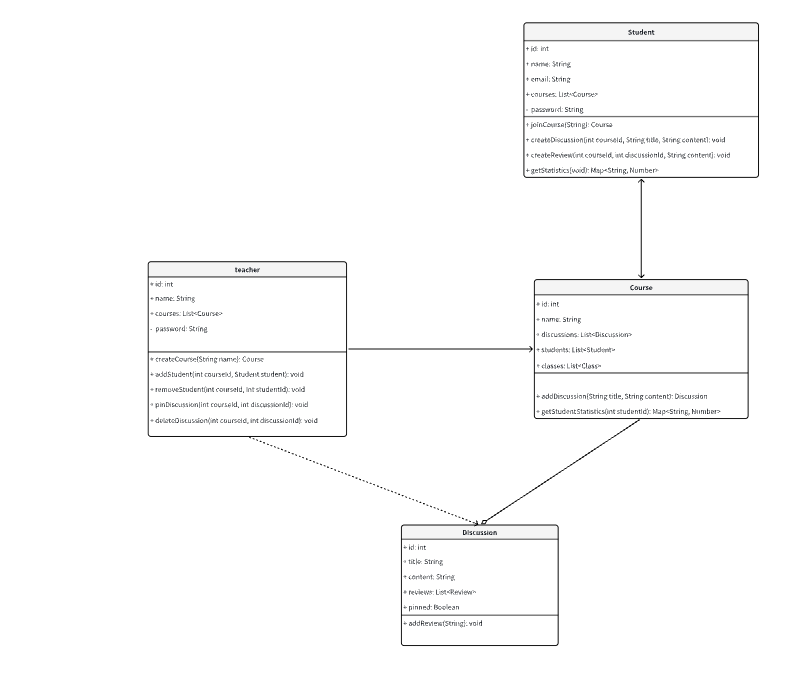 Student
+ id: int
+ name: String
+ email: String
+ courses: List<Course>
- password: String
+ joinCourse(String): Course
+ createDiscussion(int courseId, String title, String content): void
+ createReview(int courseId, int discussionId, String content): void
+ getStatistics(void): Map<String, Number>
teacher
+ id: int
+ name: String
+ courses: List<Course>
- password: String
+ createCourse(String name): Course
+ addStudent(int courseId, Student student): void
+ removeStudent(int courseId, int studentId): void
+ pinDiscussion(int courseId, int discussionId): void
+ deleteDiscussion(int courseId, int discussionId): void
Course
+ id: int
+ name: String
+ discussions: List<Discussion>
+ students: List<Student>
+ classes: List<Class>
+ addDiscussion(String title, String content): Discussion
+ getStudentStatistics(int studentId): Map<String, Number>
Discussion
+ id: int
+ title: String
+ content: String
+ reviews: List<Review>
+ pinned: Boolean
+ addReview(String): void